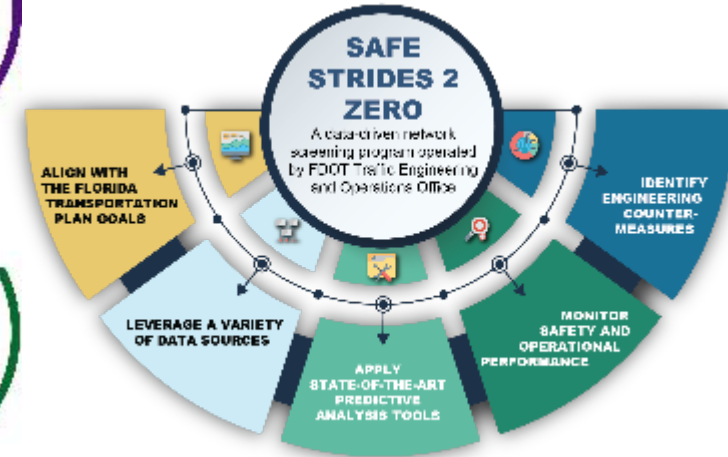 SAFE
STRIDES 2
ZERO
A data-driven network
screening program operated
by FDOT Traffic Engineering
and Operations Office
ALIGN WITH
THE FLORIDA
TRANSPORTATION
PLAN GOALS
LEVERAGE A VARIETY
OF DATA SOURCES
APPLY
STATE-OF-THE-ART
PREDICTIVE
ANALYSIS TOOLS
MONITOR
SAFETY AND
OPERATIONAL
PERFORMANCE
IDENTIFY
ENGINEERING
COUNTER-
MEASURES